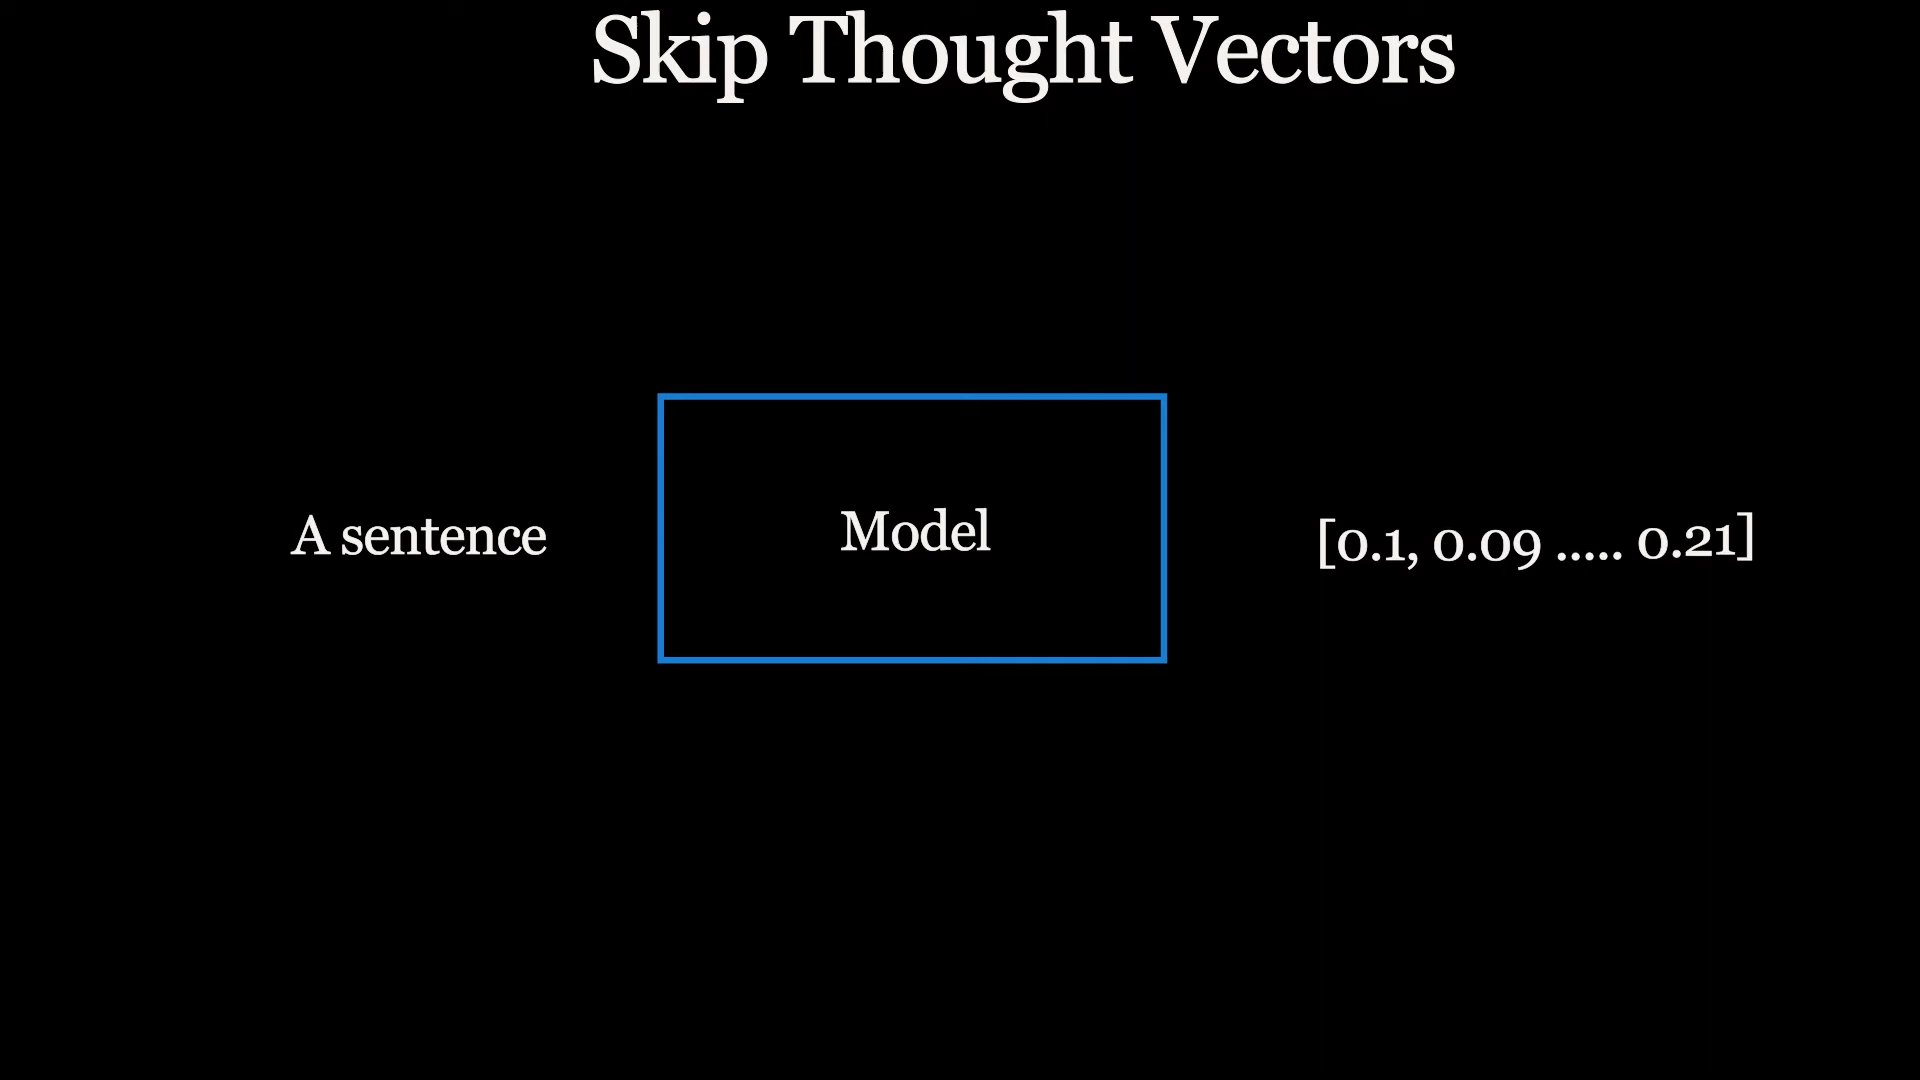 Skip Thought Vectors
A sentence
Model
[0.1, 0.09 ..... 0.21]